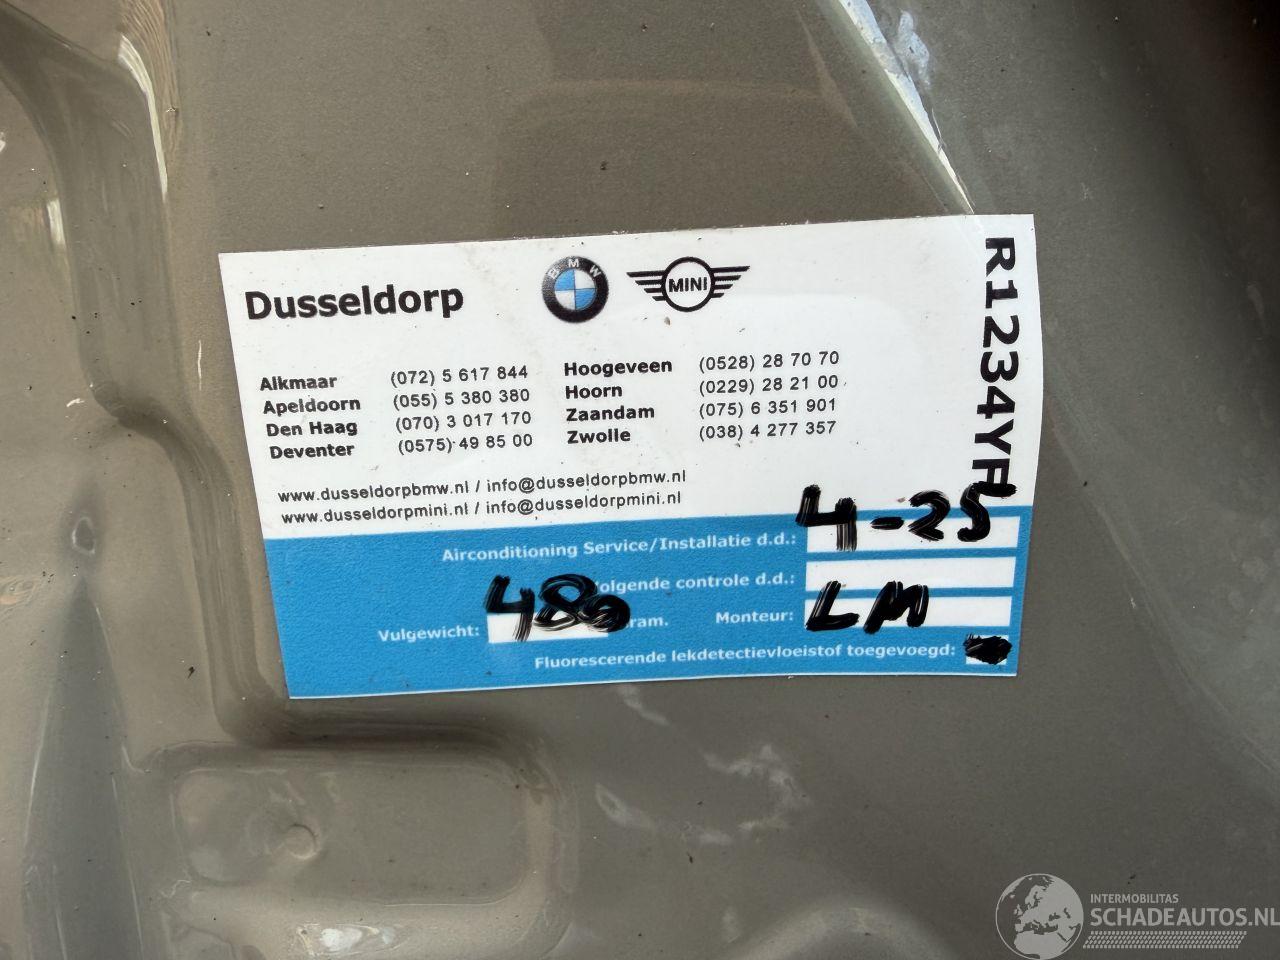 Dusseldorp
BMW
MINI
R1234YF
Alkmaar (072) 5 617 844
Apeldoorn (055) 5 380 380
Den Haag (070) 3 017 170
Deventer (0575) 49 85 00
Hoogeveen (0528) 28 70 70
Hoorn (0229) 28 21 00
Zaandam (075) 6 351 901
Zwolle (038) 4 277 357
www.dusseldorpbmw.nl / info@dusseldorpbmw.nl
www.dusseldorpmini.nl / info@dusseldorpmini.nl
Airconditioning Service/Installatie d.d.: 4-25
olgende controle d.d.:
Vulgewicht: 480 ram. Monteur: LM
Fluorescerende lekdetectievloeistof toegevoegd:
INTERMOBILITAS
SCHADEAUTOS.NL